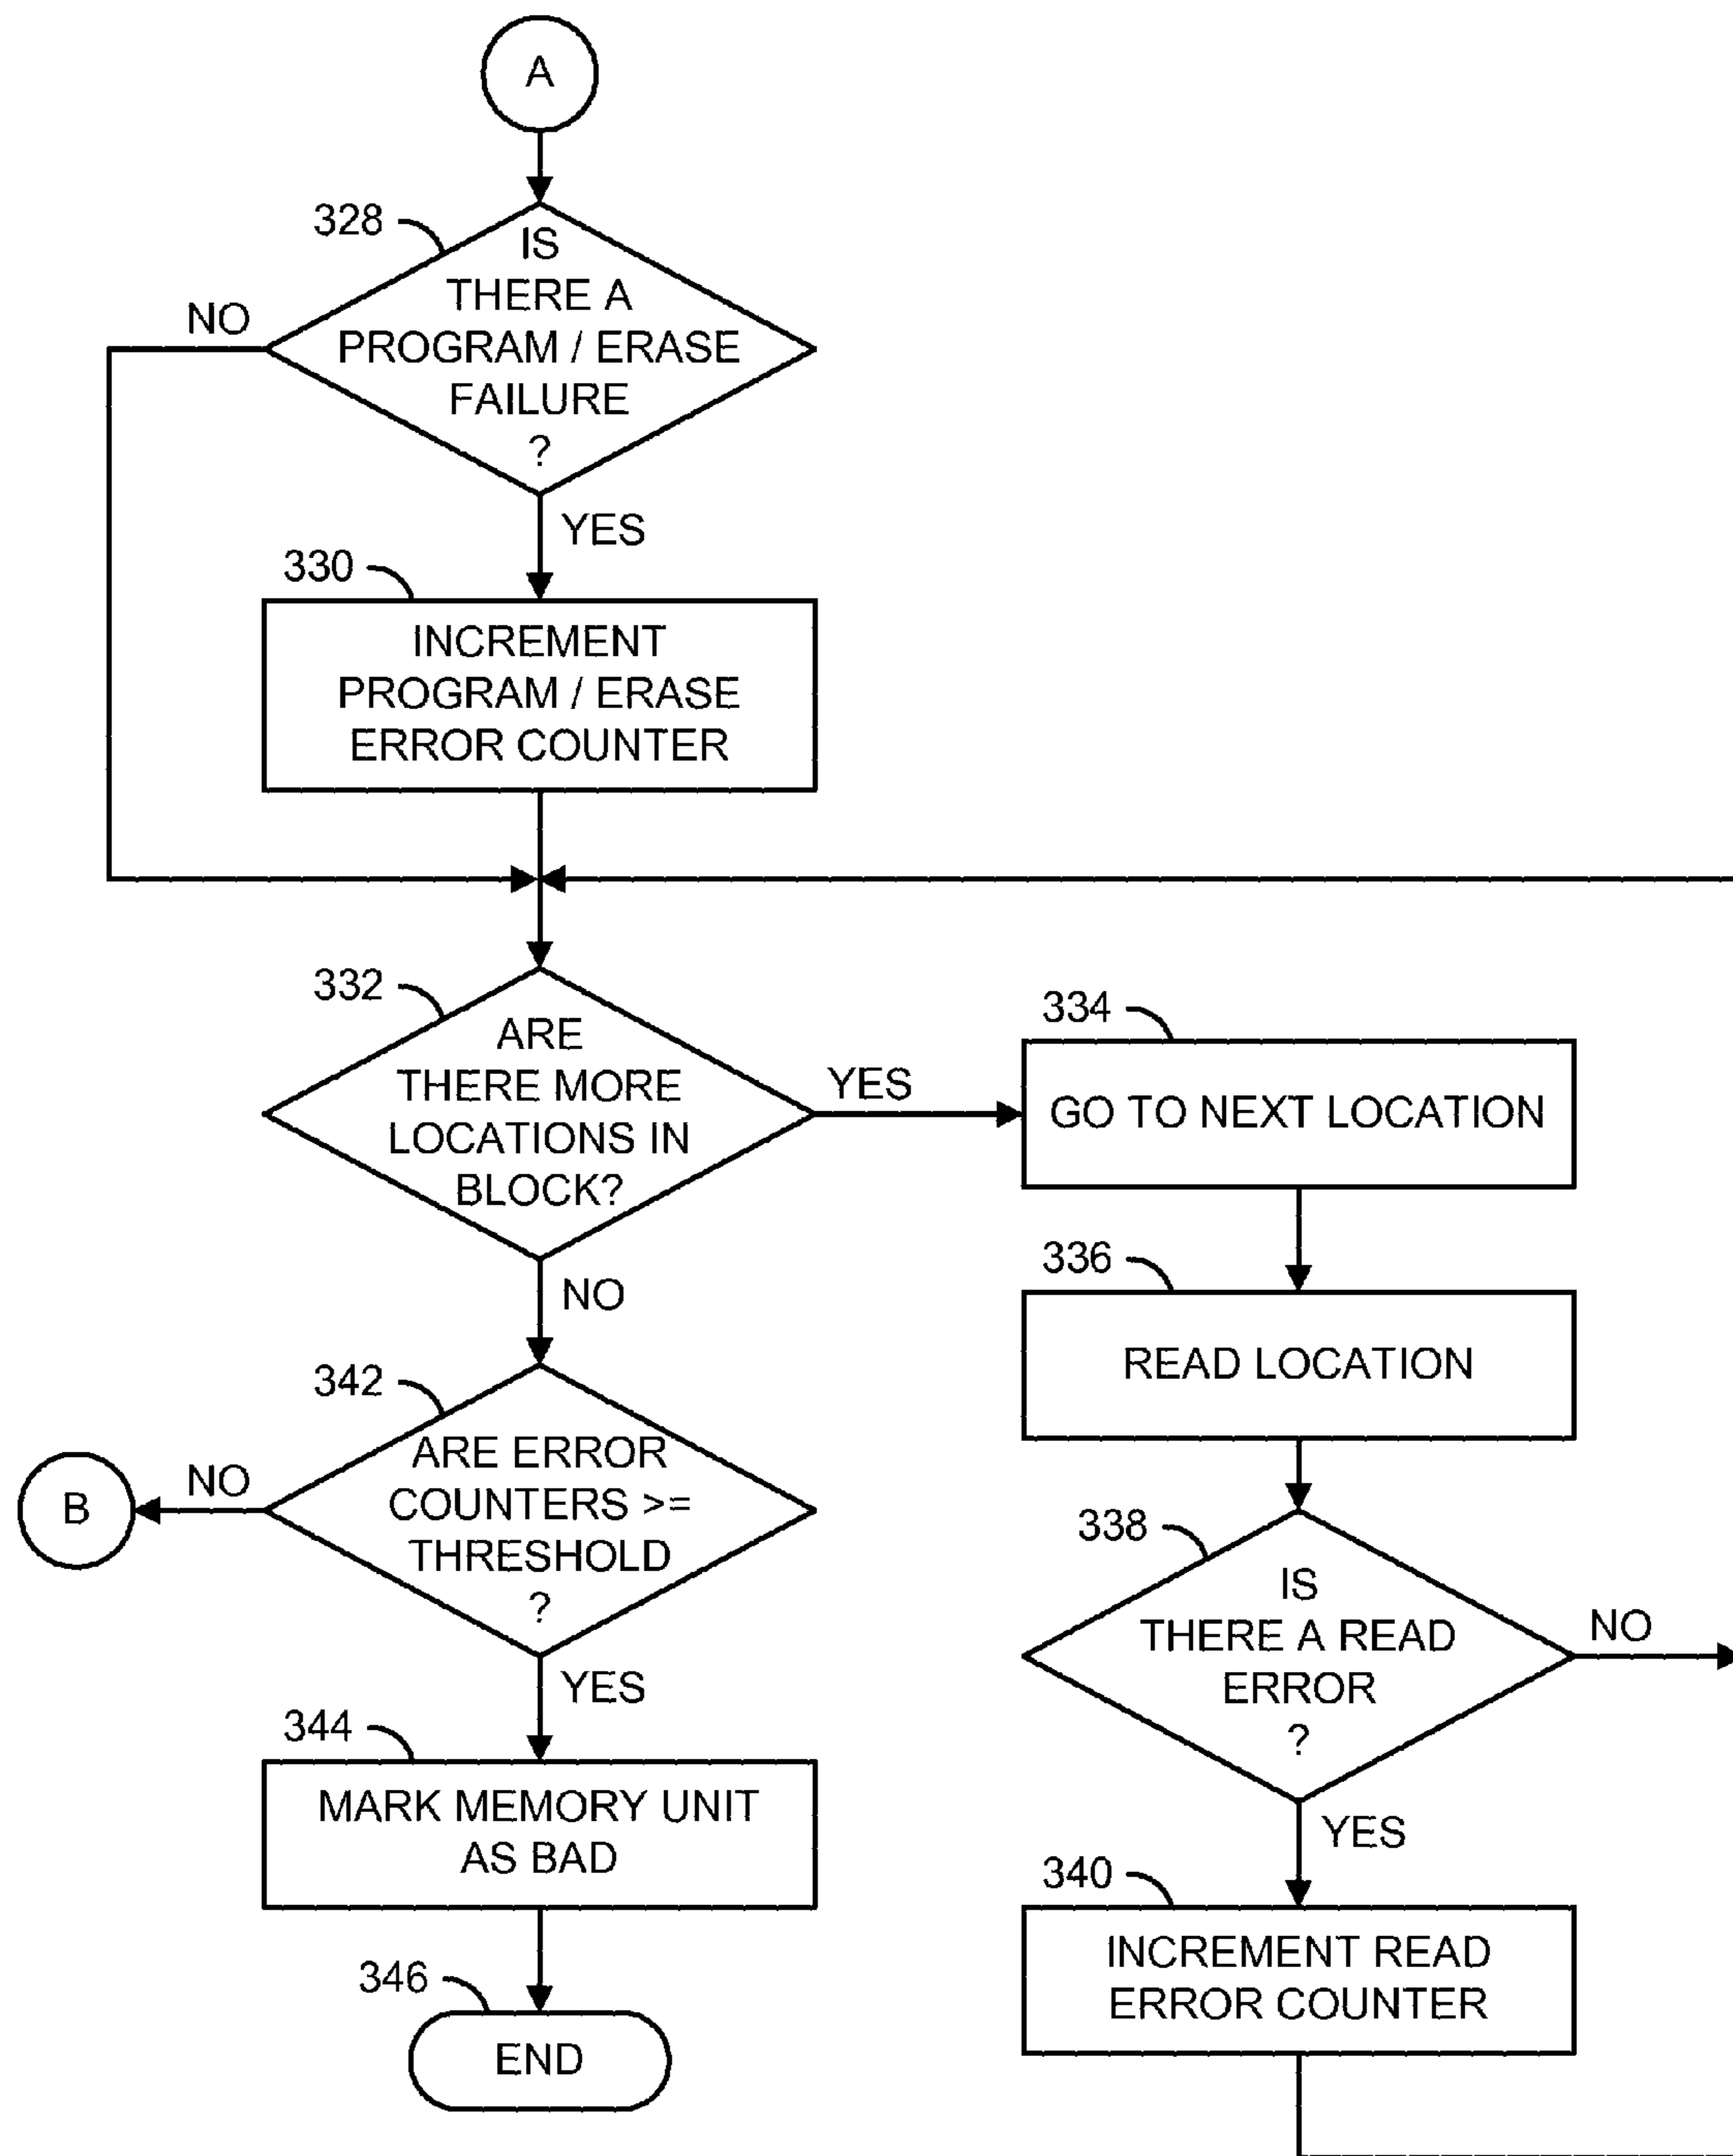 A
328
IS
THERE A
PROGRAM / ERASE
FAILURE
?
NO
YES
330
INCREMENT
PROGRAM / ERASE
ERROR COUNTER
332
ARE
THERE MORE
LOCATIONS IN
BLOCK?
YES
NO
334
GO TO NEXT LOCATION
336
READ LOCATION
338
IS
THERE A READ
ERROR
?
NO
YES
340
INCREMENT READ
ERROR COUNTER
342
ARE ERROR
COUNTERS >=
THRESHOLD
?
NO
B
YES
344
MARK MEMORY UNIT
AS BAD
346
END